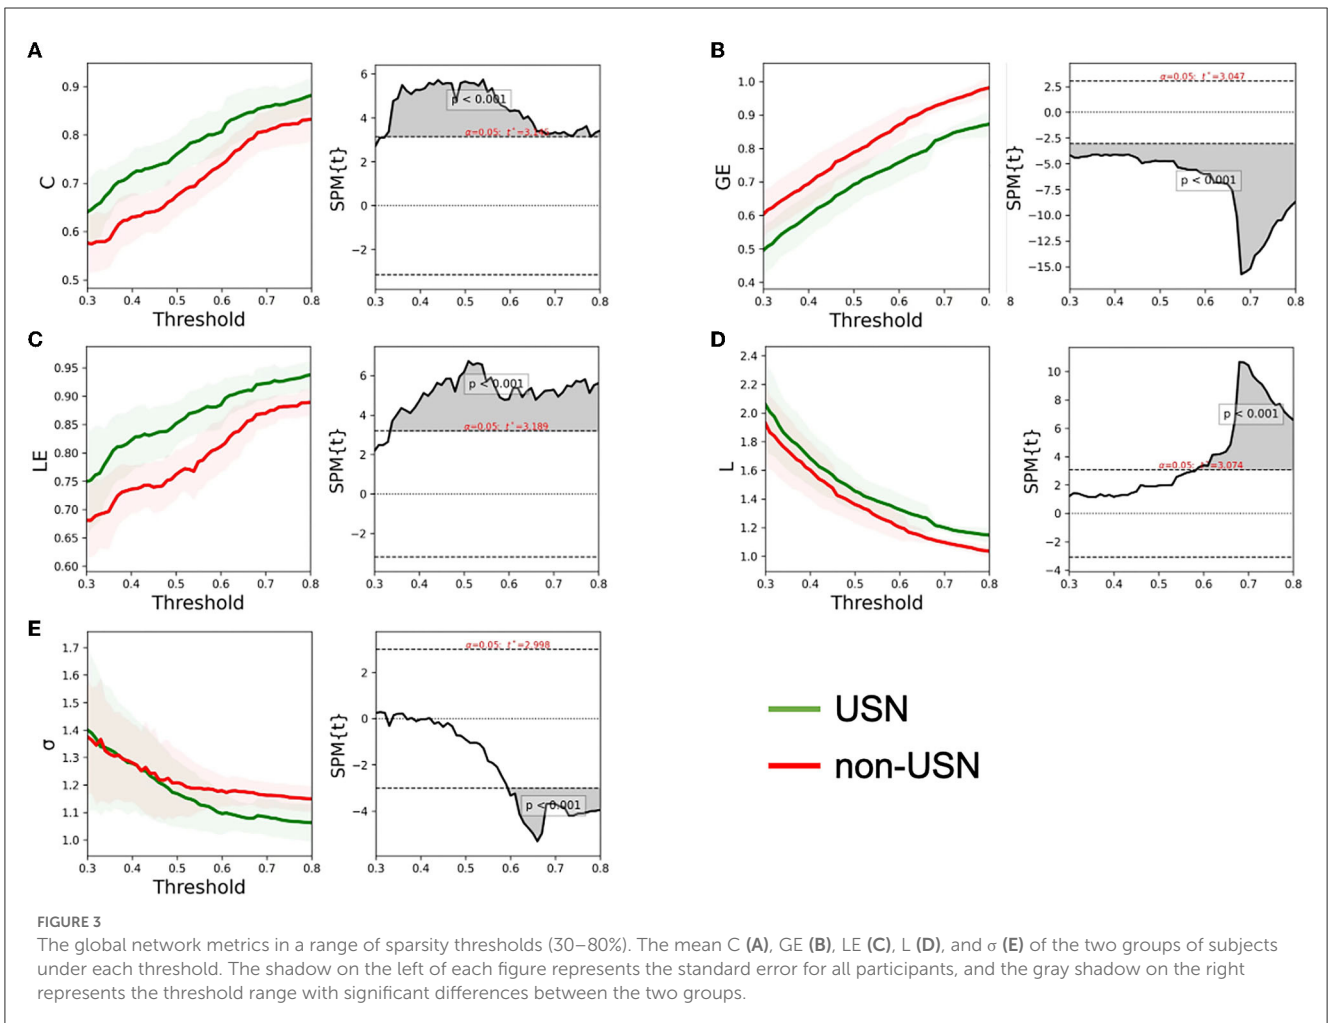 A
C
0.9
0.8
0.7
0.6
0.5
0.3 0.4 0.5 0.6 0.7 0.8
Threshold
SPM{t}
6
4
2
0
−2
p < 0.001
0.3 0.4 0.5 0.6 0.7 0.8
B
GE
1.0
0.9
0.8
0.7
0.6
0.5
0.4
0.3 0.4 0.5 0.6 0.7 0.8
Threshold
SPM{t}
2.5
0.0
−2.5
−5.0
−7.5
−10.0
−12.5
−15.0
α=0.05: t*=3.047
p < 0.001
0.3 0.4 0.5 0.6 0.7 0.8
C
LE
0.95
0.90
0.85
0.80
0.75
0.70
0.65
0.60
0.3 0.4 0.5 0.6 0.7 0.8
Threshold
SPM{t}
6
4
2
0
−2
p < 0.001
α=0.05: t*=3.189
0.3 0.4 0.5 0.6 0.7 0.8
D
L
2.4
2.2
2.0
1.8
1.6
1.4
1.2
1.0
0.3 0.4 0.5 0.6 0.7 0.8
Threshold
SPM{t}
10
8
6
4
2
0
−2
−4
p < 0.001
α=0.05: t*=3.074
0.3 0.4 0.5 0.6 0.7 0.8
E
σ
1.7
1.6
1.5
1.4
1.3
1.2
1.1
1.0
0.3 0.4 0.5 0.6 0.7 0.8
Threshold
SPM{t}
2
0
−2
−4
α=0.05: t*=2.998
p < 0.001
0.3 0.4 0.5 0.6 0.7 0.8
USN
non-USN
FIGURE 3
The global network metrics in a range of sparsity thresholds (30–80%). The mean C (A), GE (B), LE (C), L (D), and σ (E) of the two groups of subjects
under each threshold. The shadow on the left of each figure represents the standard error for all participants, and the gray shadow on the right
represents the threshold range with significant differences between the two groups.